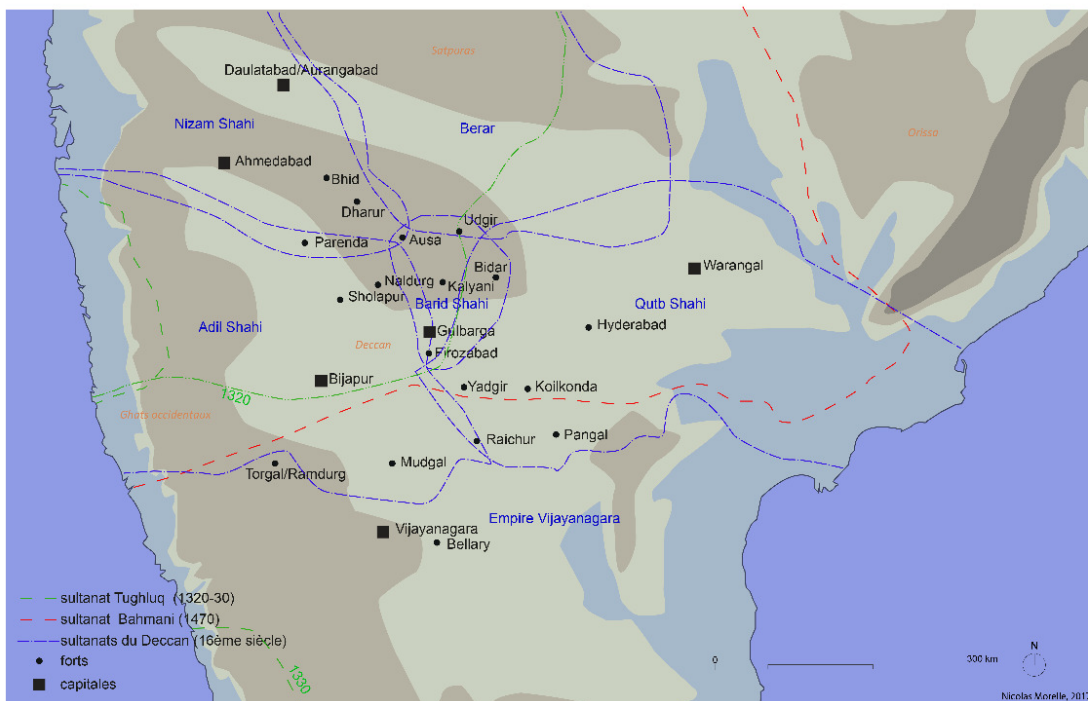 Satpuras
Daulatabad/Aurangabad
Nizam Shahi
Berar
Orissa
Ahmedabad
Bhid
Dharur
Udgir
Parenda
Ausa
Bidar
Warangal
Naldurg
Kalyani
Sholapur
Barid Shahi
Qutb Shahi
Adil Shahi
Gulbarga
Hyderabad
Deccan
Firozabad
Bijapur
Yadgir
Koilkonda
1320
Ghats occidentaux
Raichur
Pangal
Mudgal
Torgal/Ramdurg
Empire Vijayanagara
Vijayanagara
Bellary
sultanat Tughluq (1320-30)
sultanat Bahmani (1470)
sultanats du Deccan (16ème siècle)
forts
capitales
1330
0
300 km
N
Nicolas Morelle, 2017